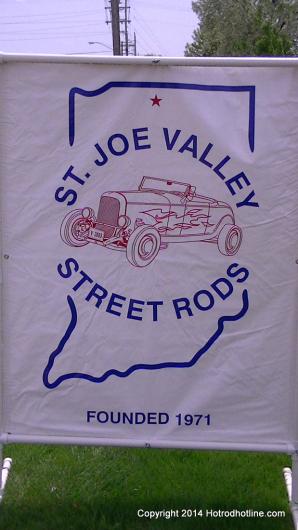 ST. JOE VALLEY
STREET RODS
FOUNDED 1971
Copyright 2014 Hotrodhotline.com